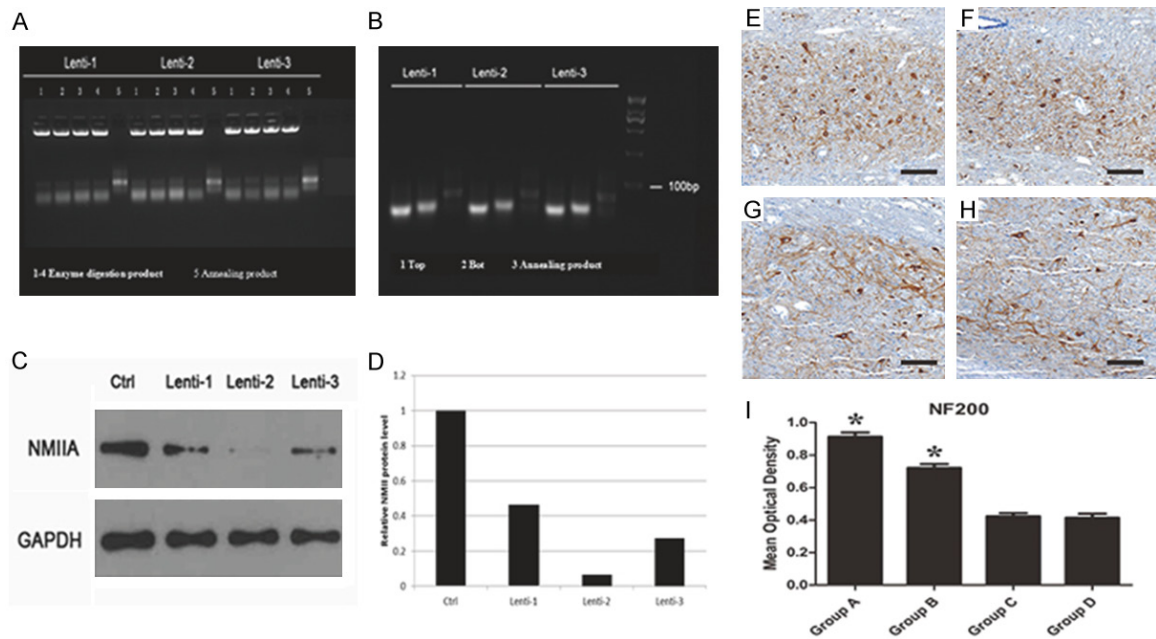 A
Lenti-1 Lenti-2 Lenti-3
1 2 3 4 5 1 2 3 4 5 1 2 3 4 5
1-4 Enzyme digestion product 5 Annealing product
B
Lenti-1 Lenti-2 Lenti-3
100bp
1 Top 2 Bot 3 Annealing product
C
Ctrl Lenti-1 Lenti-2 Lenti-3
NMIIA
GAPDH
D
Relative NMII protein level
1.2
1
0.8
0.6
0.4
0.2
0
Ctrl Lenti-1 Lenti-2 Lenti-3
E
F
G
H
I
NF200
Mean Optical Density
1.0
0.8
0.6
0.4
0.2
0.0
* *
Group A Group B Group C Group D